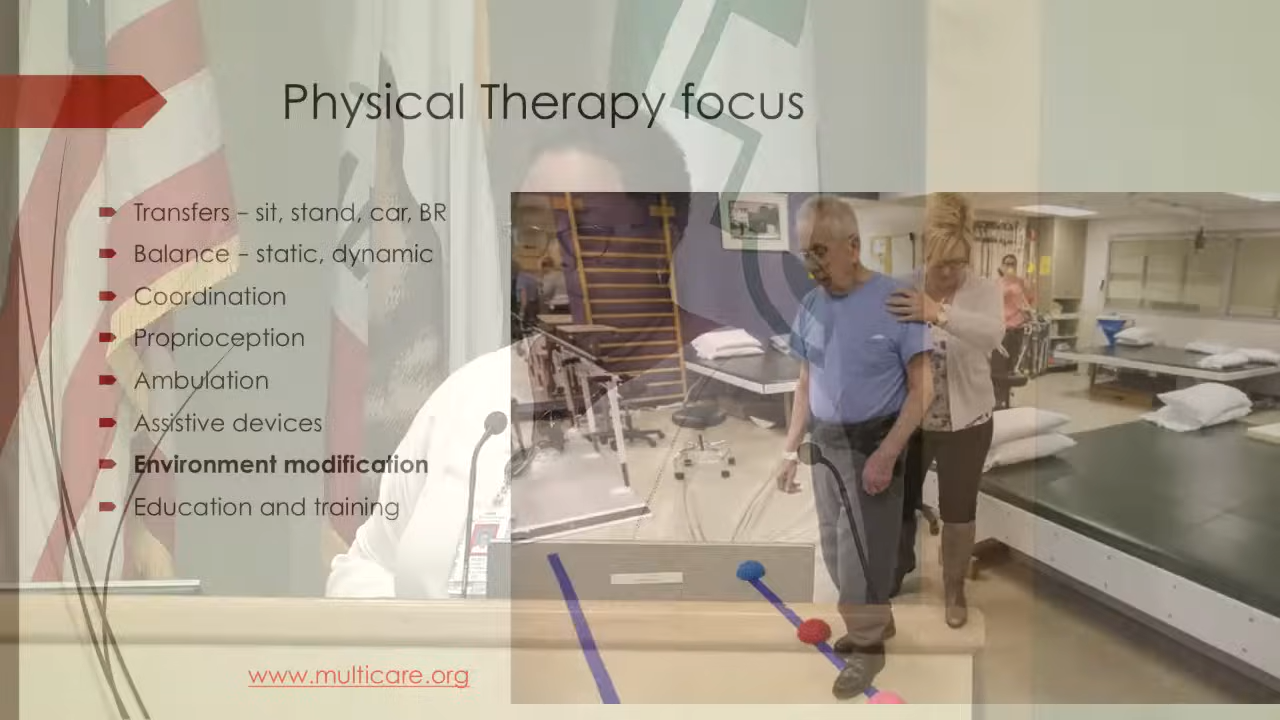 Physical Therapy focus
Transfers – sit, stand, car, BR
Balance – static, dynamic
Coordination
Proprioception
Ambulation
Assistive devices
Environment modification
Education and training
www.multicare.org